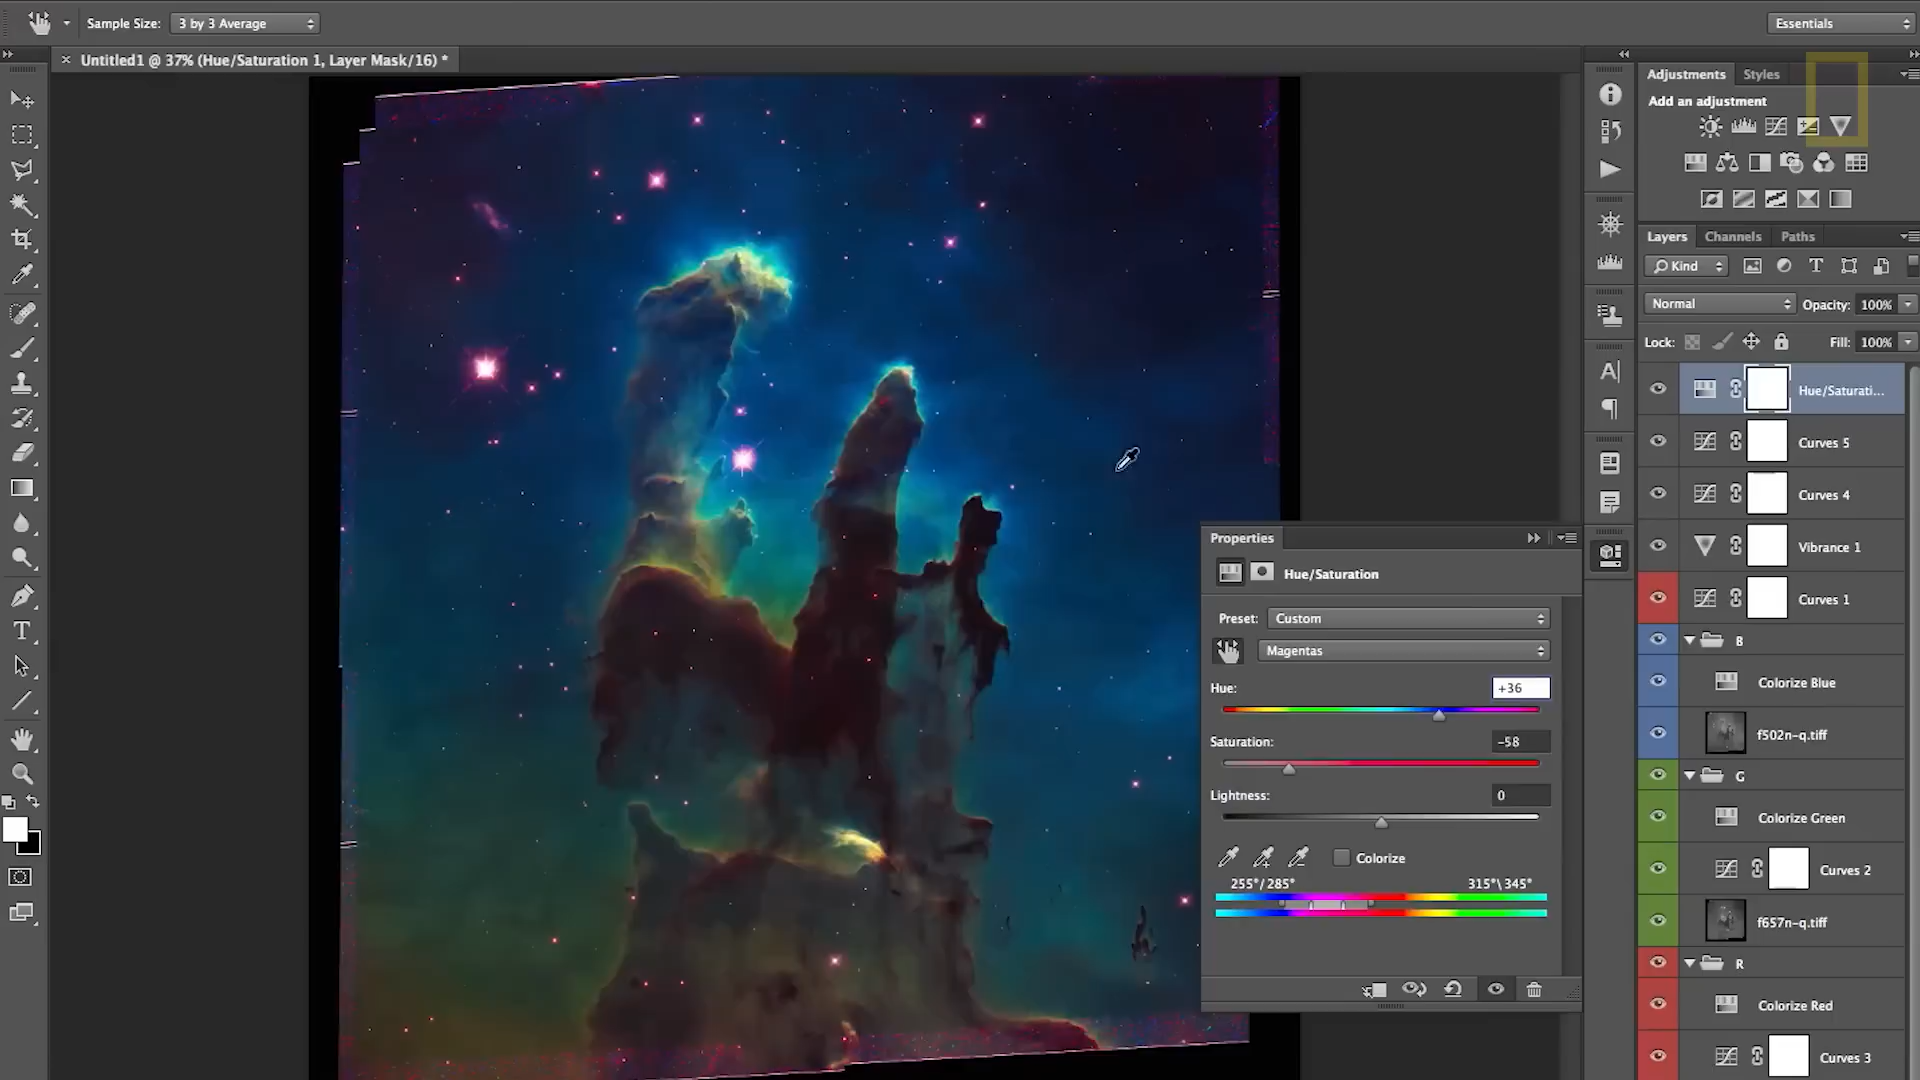 Sample Size: 3 by 3 Average
Essentials
Untitled1 @ 37% (Hue/Saturation 1, Layer Mask/16) *
Adjustments Styles
Add an adjustment
Layers Channels Paths
Kind
Normal Opacity: 100%
Lock: Fill: 100%
Hue/Saturati...
Curves 5
Curves 4
Vibrance 1
Curves 1
B
Colorize Blue
f502n-q.tiff
G
Colorize Green
Curves 2
f657n-q.tiff
R
Colorize Red
Curves 3
Properties
Hue/Saturation
Preset: Custom
Magentas
Hue: +36
Saturation: -58
Lightness: 0
Colorize
255°/285° 315°\345°